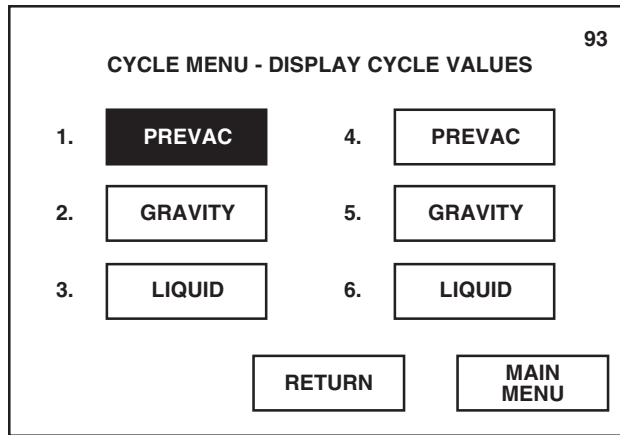 93
CYCLE MENU - DISPLAY CYCLE VALUES
1. PREVAC 4. PREVAC
2. GRAVITY 5. GRAVITY
3. LIQUID 6. LIQUID
RETURN MAIN
MENU